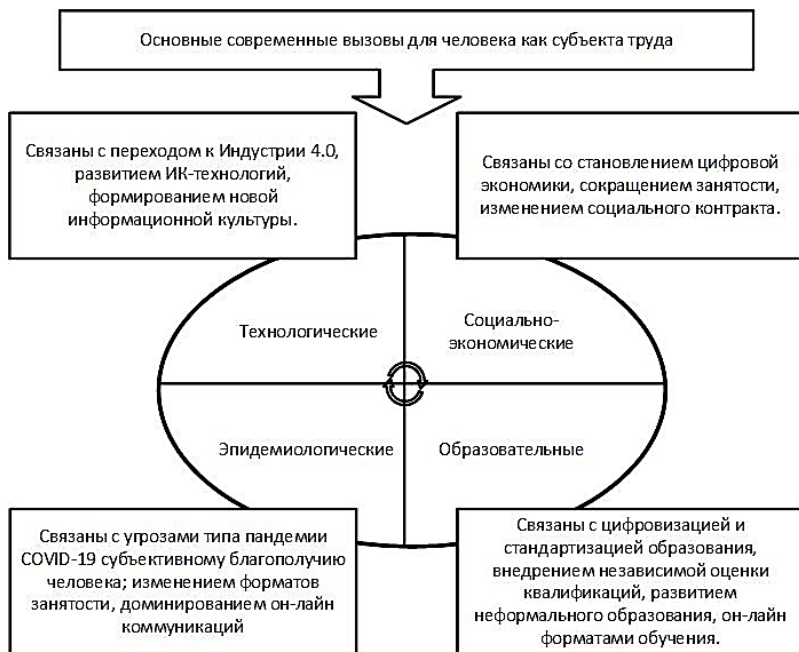 Основные современные вызовы для человека как субъекта труда
Связаны с переходом к Индустрии 4.0,
развитием ИК-технологий,
формированием новой
информационной культуры.
Связаны со становлением цифровой
экономики, сокращением занятости,
изменением социального контракта.
Технологические
Социально-
экономические
Эпидемиологические
Образовательные
Связаны с угрозами типа пандемии
COVID-19 субъективному благополучию
человека; изменением форматов
занятости, доминированием он-лайн
коммуникаций
Связаны с цифровизацией и
стандартизацией образования,
внедрением независимой оценки
квалификаций, развитием
неформального образования, он-лайн
форматами обучения.